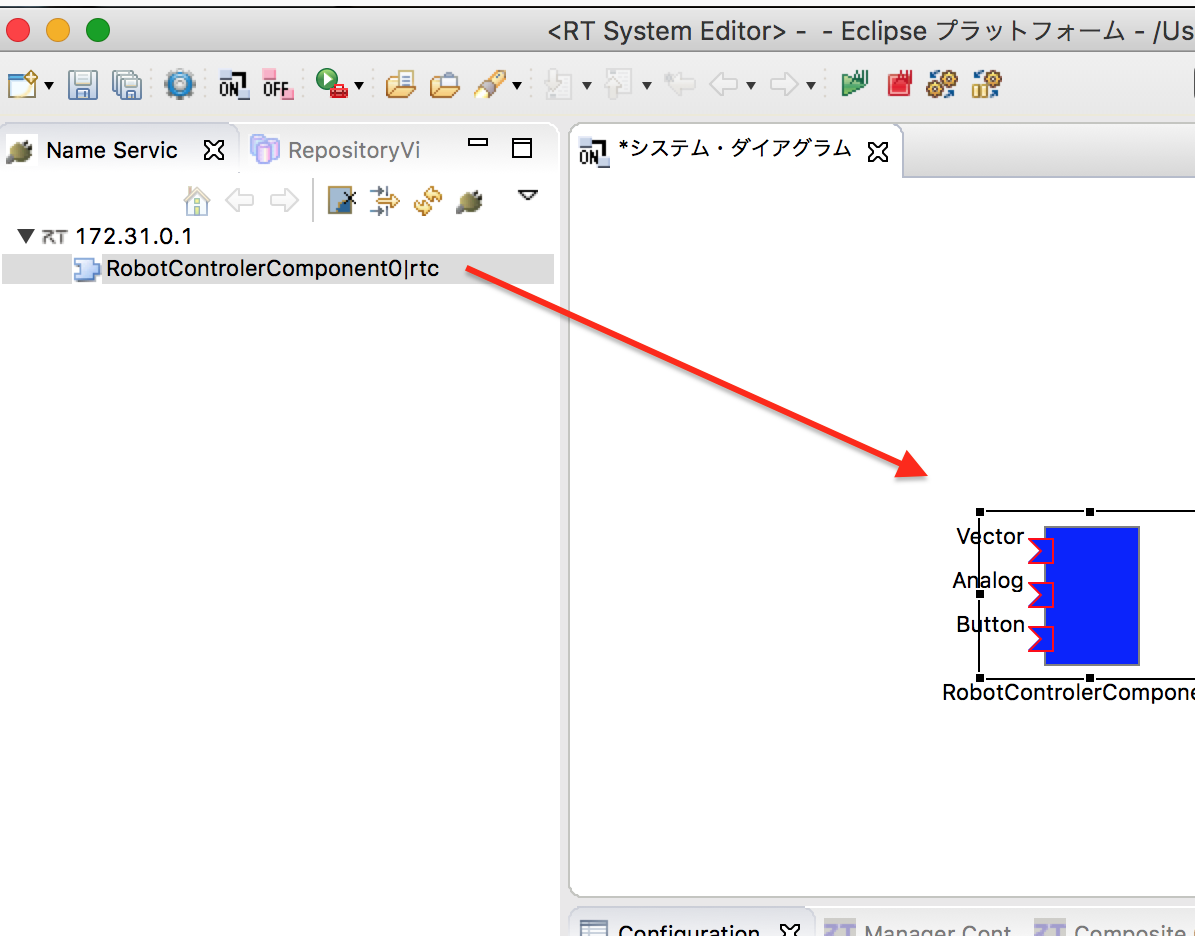 <RT System Editor> - - Eclipse プラットフォーム - /Us
ON OFF
Name Servic RepositoryVi
ON *システム・ダイアグラム
RT 172.31.0.1
RobotControlerComponent0|rtc
Vector
Analog
Button
RobotControlerCompone
Configuration RT Manager Cont RT Composite